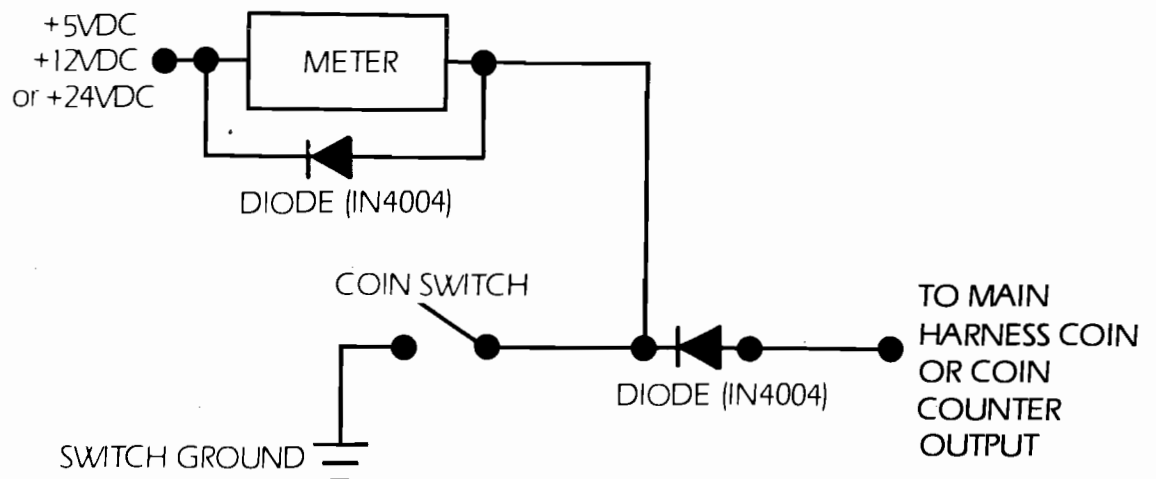 +5VDC
+12VDC
or +24VDC
METER
DIODE (IN4004)
COIN SWITCH
TO MAIN
HARNESS COIN
OR COIN
COUNTER
OUTPUT
DIODE (IN4004)
SWITCH GROUND